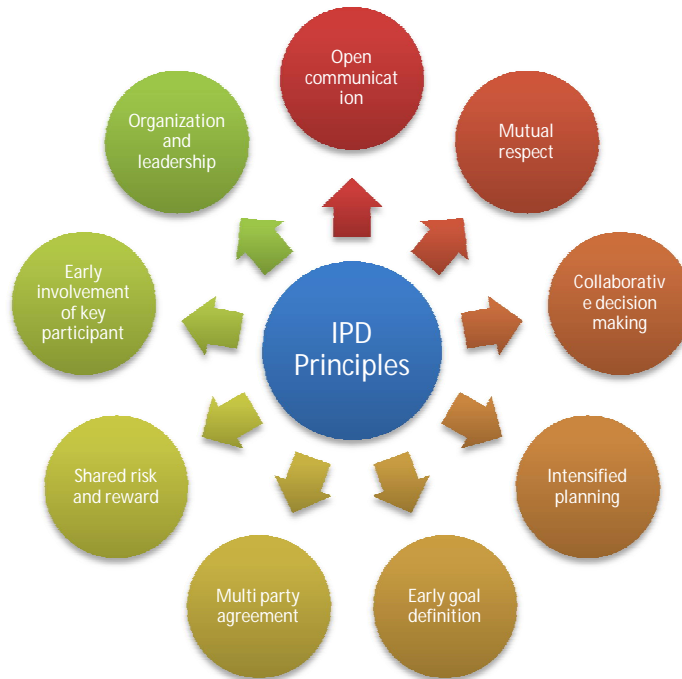 Open
communicat
ion
Mutual
respect
Collaborativ
e decision
making
Intensified
planning
Early goal
definition
Multi party
agreement
Shared risk
and reward
Early
involvement
of key
participant
Organization
and
leadership
IPD
Principles